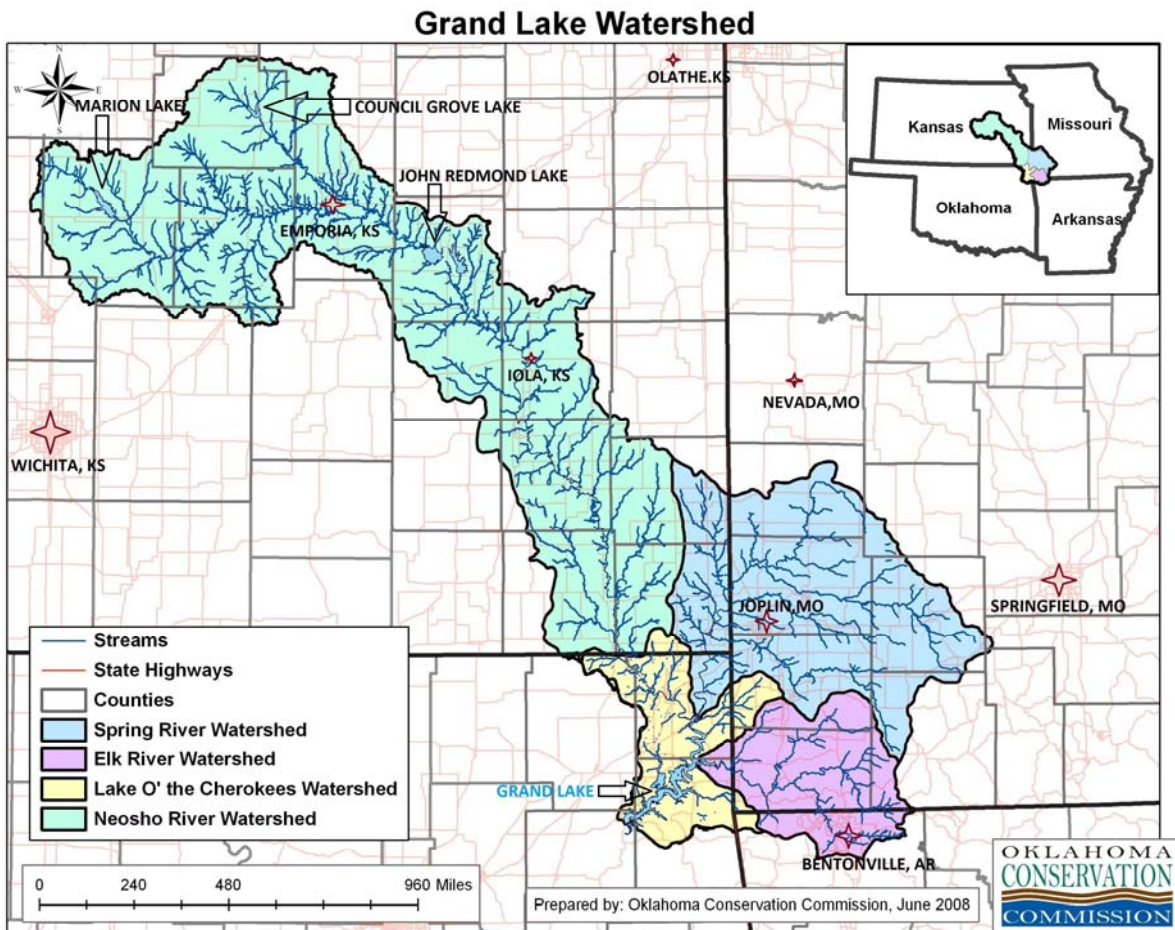 Grand Lake Watershed
N
W
E
S
MARION LAKE
COUNCIL GROVE LAKE
OLATHE.KS
JOHN REDMOND LAKE
EMPORIA, KS
IOLA, KS
WICHITA, KS
NEVADA,MO
JOPLIN,MO
SPRINGFIELD, MO
GRAND LAKE
BENTONVILLE, AR
Kansas
Missouri
Oklahoma
Arkansas
Streams
State Highways
Counties
Spring River Watershed
Elk River Watershed
Lake O' the Cherokees Watershed
Neosho River Watershed
0 240 480 960 Miles
Prepared by: Oklahoma Conservation Commission, June 2008
OKLAHOMA
CONSERVATION
COMMISSION